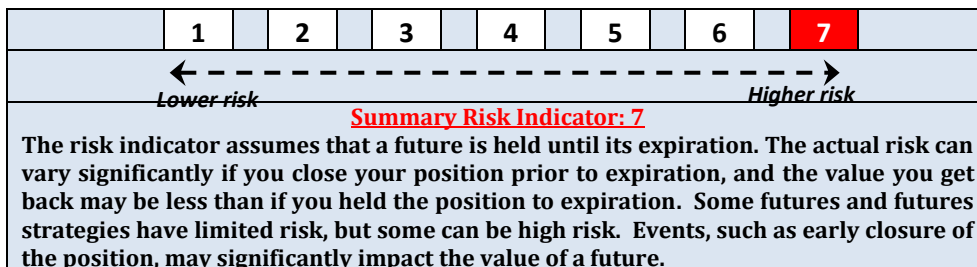 1 2 3 4 5 6 7
Lower risk Higher risk
Summary Risk Indicator: 7
The risk indicator assumes that a future is held until its expiration. The actual risk can
vary significantly if you close your position prior to expiration, and the value you get
back may be less than if you held the position to expiration. Some futures and futures
strategies have limited risk, but some can be high risk. Events, such as early closure of
the position, may significantly impact the value of a future.